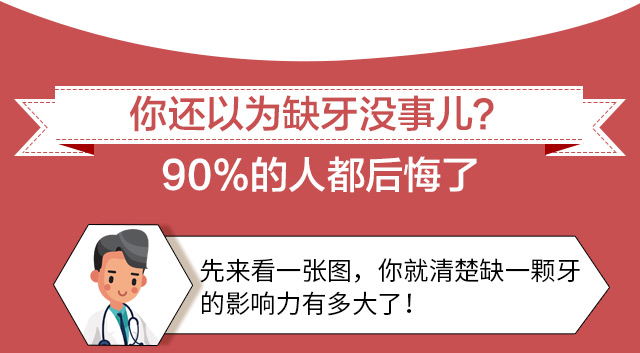 你还以为缺牙没事儿？
90%的人都后悔了
先来看一张图，你就清楚缺一颗牙
的影响力有多大了！